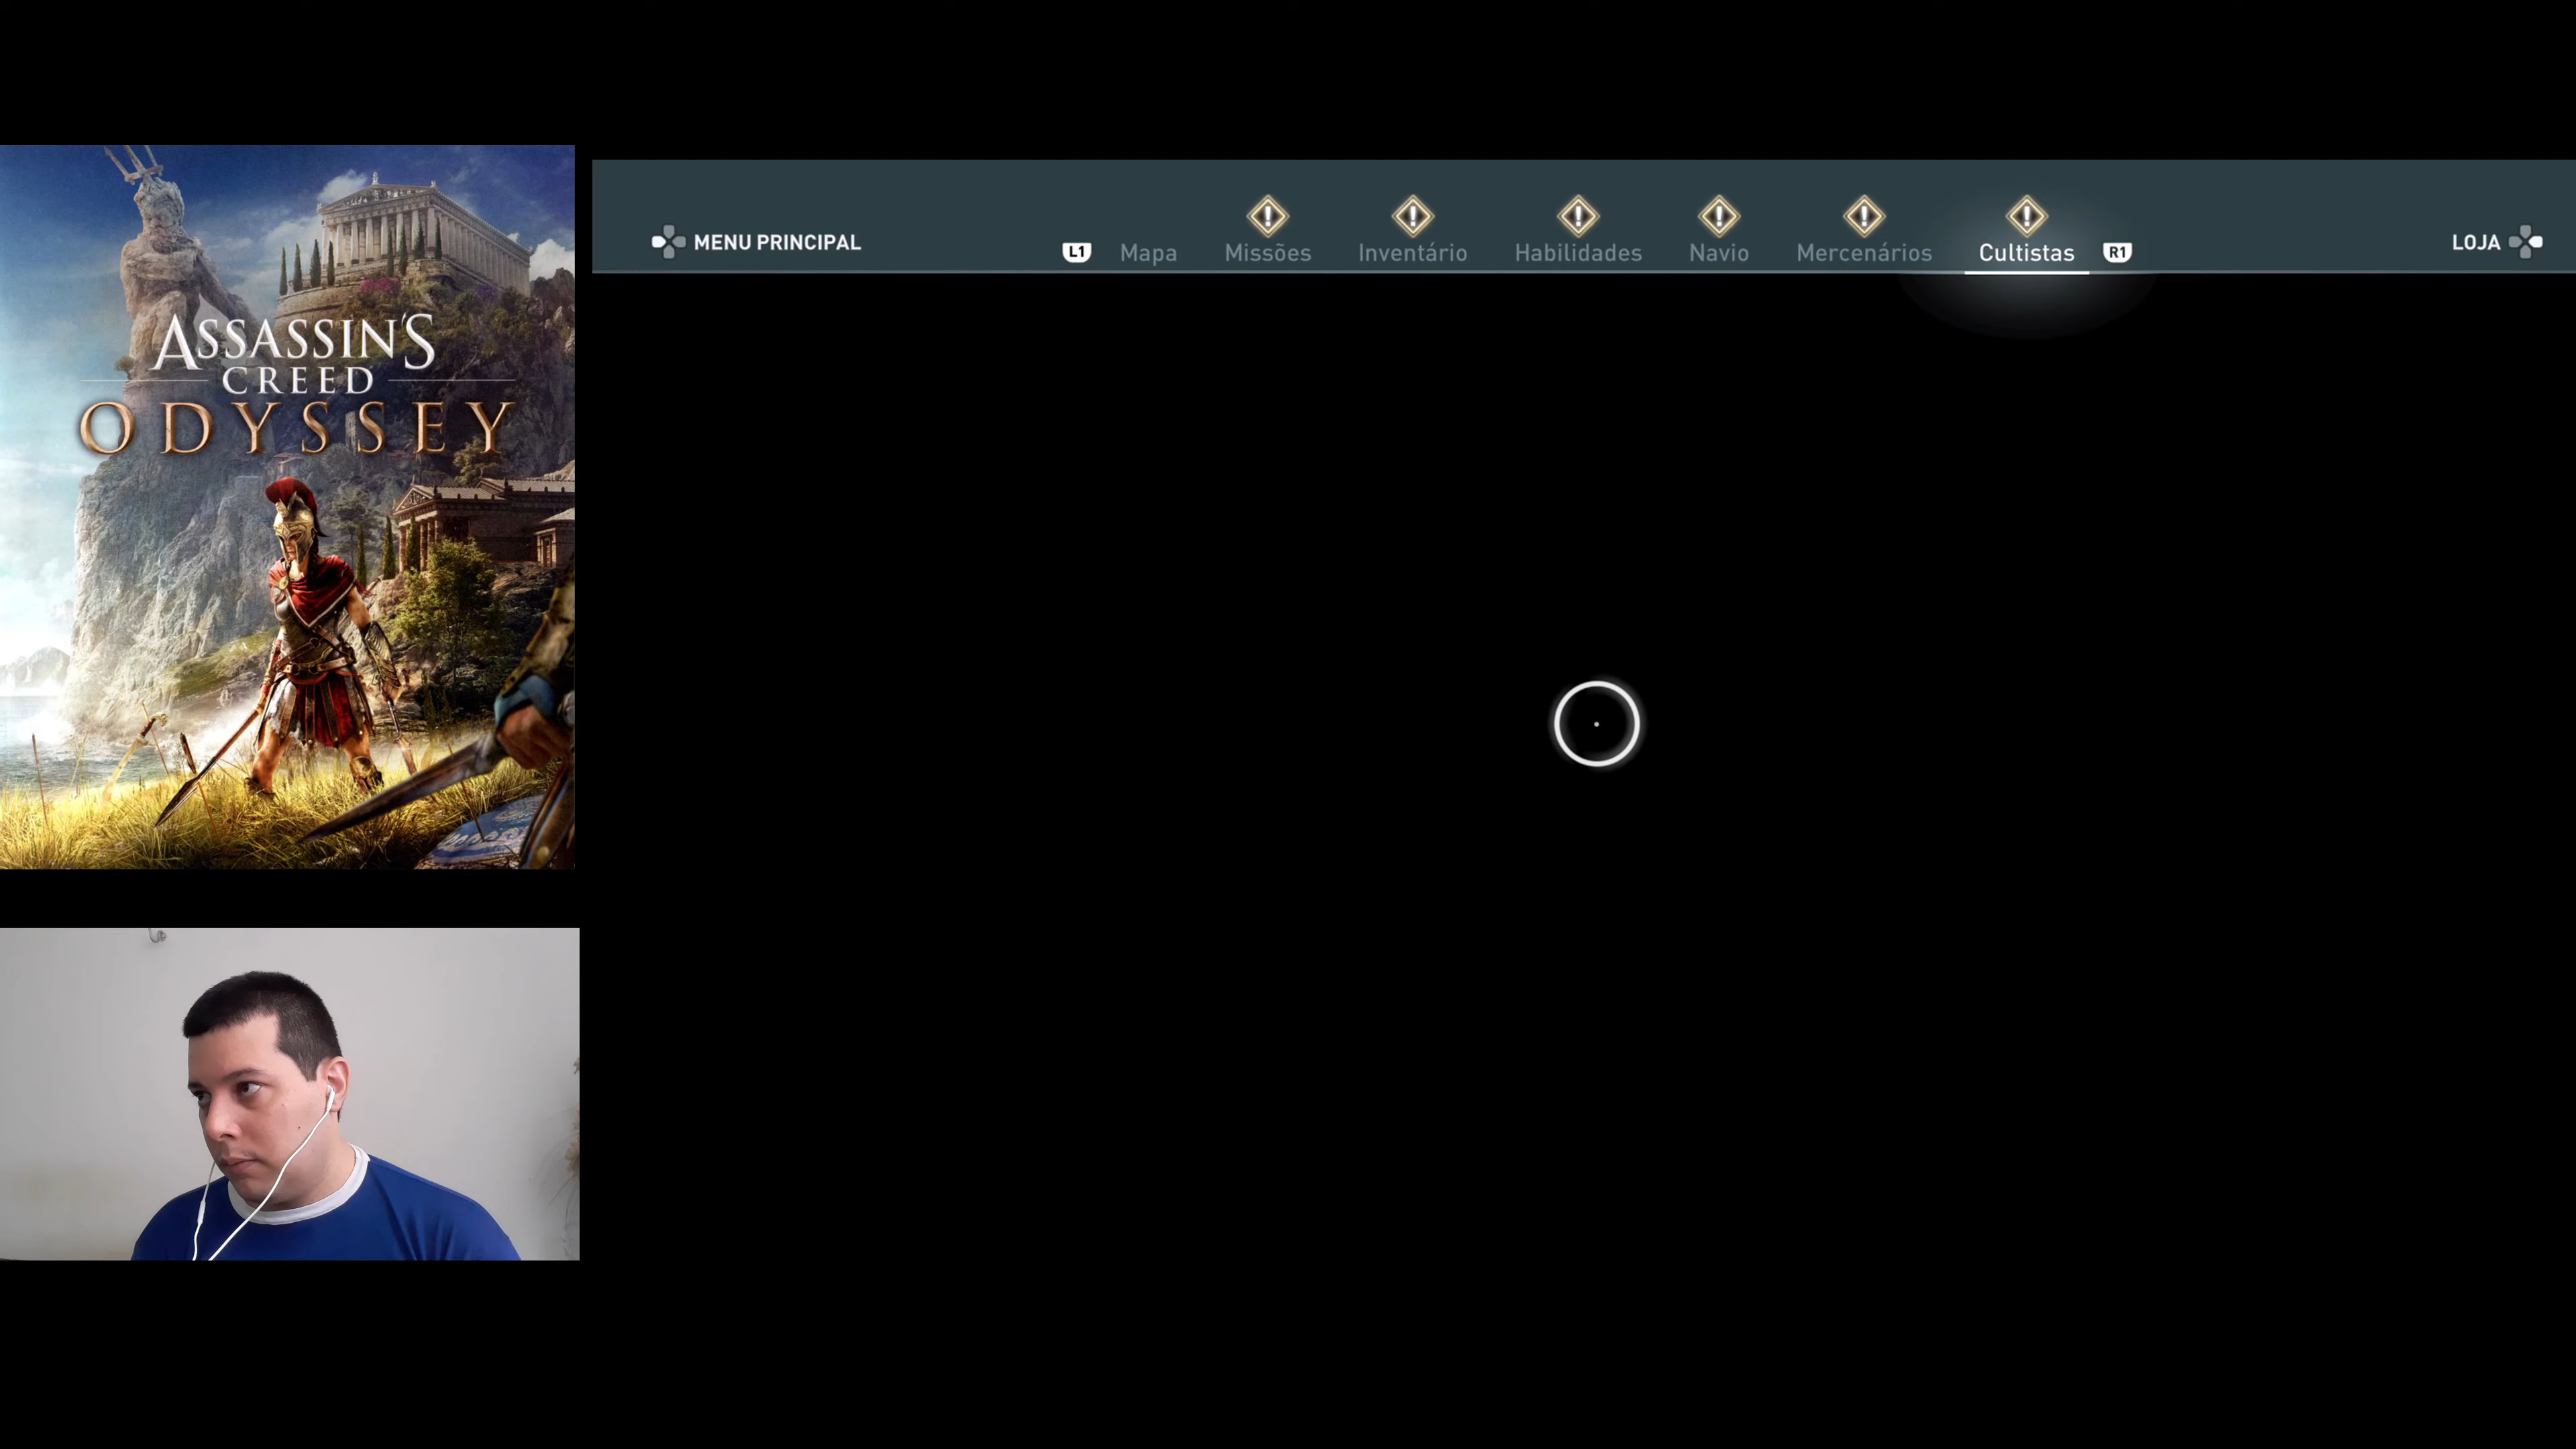 ASSASSIN'S
CREED
ODYSSEY
MENU PRINCIPAL
L1 Mapa Missões Inventário Habilidades Navio Mercenários Cultistas R1
LOJA